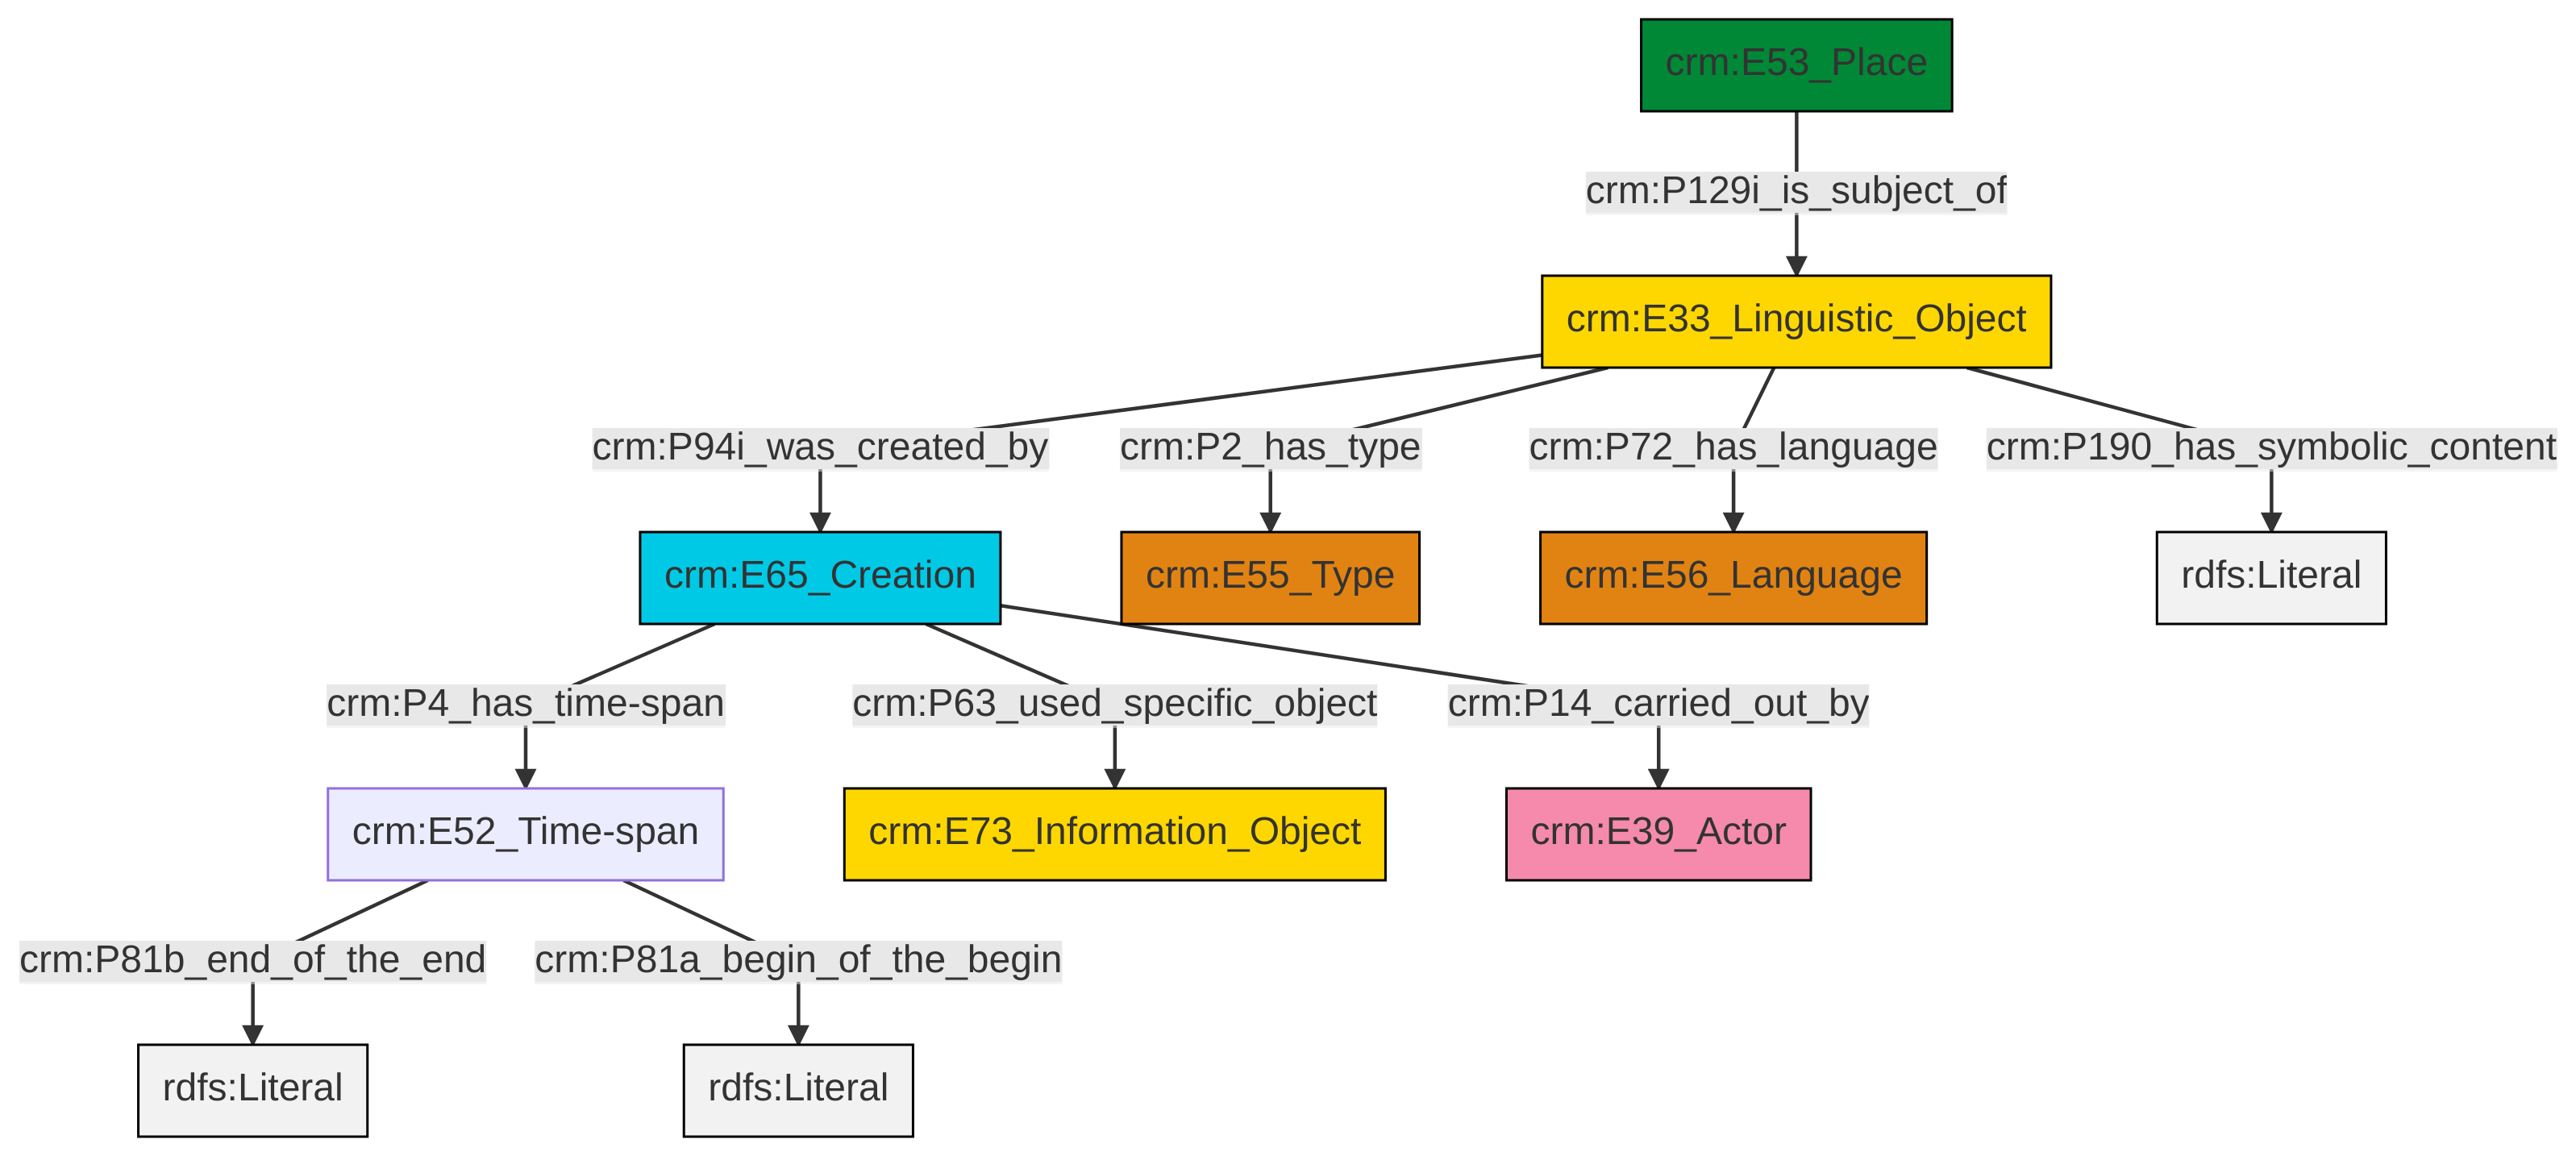 crm:E53_Place
crm:P129i_is_subject_of
crm:E33_Linguistic_Object
crm:P94i_was_created_by
crm:P2_has_type
crm:P72_has_language
crm:P190_has_symbolic_content
crm:E65_Creation
crm:E55_Type
crm:E56_Language
rdfs:Literal
crm:P4_has_time-span
crm:P63_used_specific_object
crm:P14_carried_out_by
crm:E52_Time-span
crm:E73_Information_Object
crm:E39_Actor
crm:P81b_end_of_the_end
crm:P81a_begin_of_the_begin
rdfs:Literal
rdfs:Literal